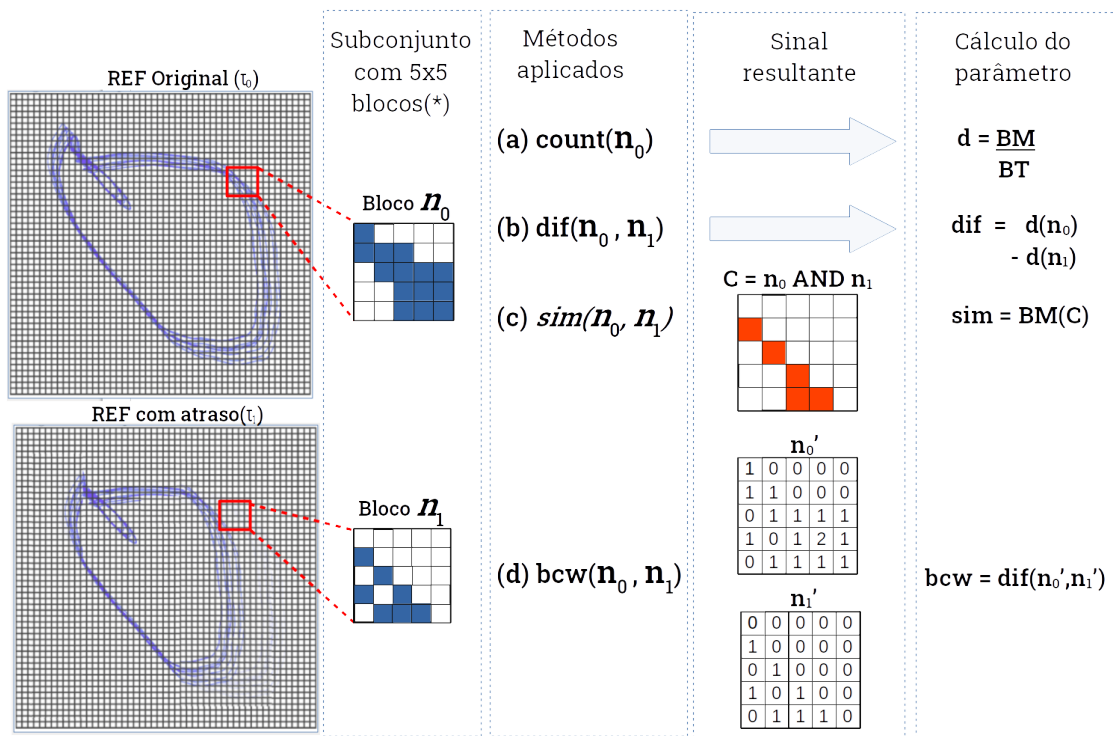 REF Original (τ₀)
Subconjunto
com 5x5
blocos(*)
Bloco n₀
REF com atraso(τᵢ)
Bloco n₁
Métodos
aplicados
(a) count(n₀)
(b) dif(n₀ , n₁)
(c) sim(n₀, n₁)
(d) bcw(n₀ , n₁)
Sinal
resultante
C = n₀ AND n₁
n₀’
1 0 0 0 0
1 1 0 0 0
0 1 1 1 1
1 0 1 2 1
0 1 1 1 1
n₁’
0 0 0 0 0
1 0 0 0 0
0 1 0 0 0
1 0 1 0 0
0 1 1 1 0
Cálculo do
parâmetro
d = BM
BT
dif = d(n₀)
- d(n₁)
sim = BM(C)
bcw = dif(n₀’,n₁’)